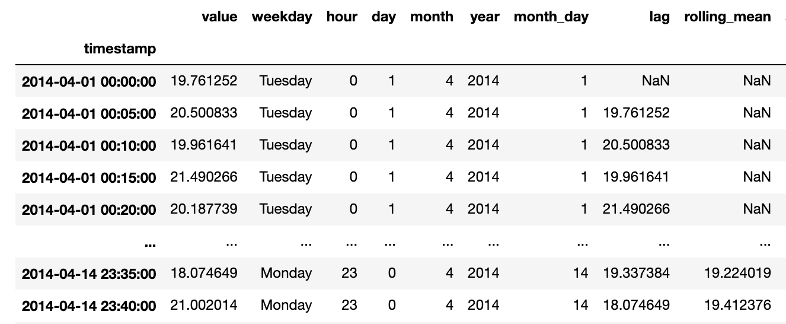 value weekday hour day month year month_day lag rolling_mean
timestamp
2014-04-01 00:00:00 19.761252 Tuesday 0 1 4 2014 1 NaN NaN
2014-04-01 00:05:00 20.500833 Tuesday 0 1 4 2014 1 19.761252 NaN
2014-04-01 00:10:00 19.961641 Tuesday 0 1 4 2014 1 20.500833 NaN
2014-04-01 00:15:00 21.490266 Tuesday 0 1 4 2014 1 19.961641 NaN
2014-04-01 00:20:00 20.187739 Tuesday 0 1 4 2014 1 21.490266 NaN
... ... ... ... ... ... ... ... ... ...
2014-04-14 23:35:00 18.074649 Monday 23 0 4 2014 14 19.337384 19.224019
2014-04-14 23:40:00 21.002014 Monday 23 0 4 2014 14 18.074649 19.412376